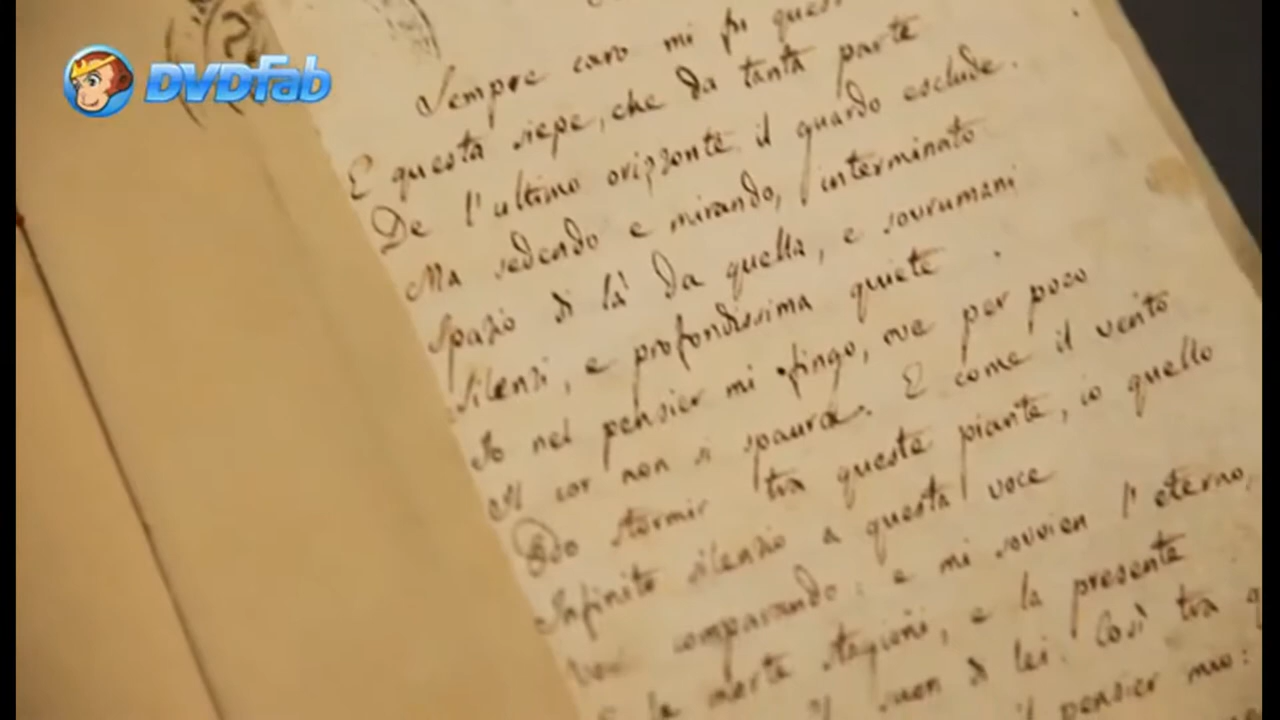 DVDFab
Sempre caro mi fu ques
E questa siepe, che da tanta parte
De l'ultimo orizzonte il guardo esclude.
Ma sedendo e mirando, interminato
Spazio di là da quella, e sovrumani
Silenzi, e profondissima quiete
Io nel pensier mi fingo, ove per poco
Il cor non si spaura. E come il vento
Odo stormir tra queste piante, io quello
Infinito silenzio a questa voce
Vo comparando: e mi sovvien l'eterno,
E la morte stagioni, e la presente
il suon di lei. Così tra q
il pensier mio: